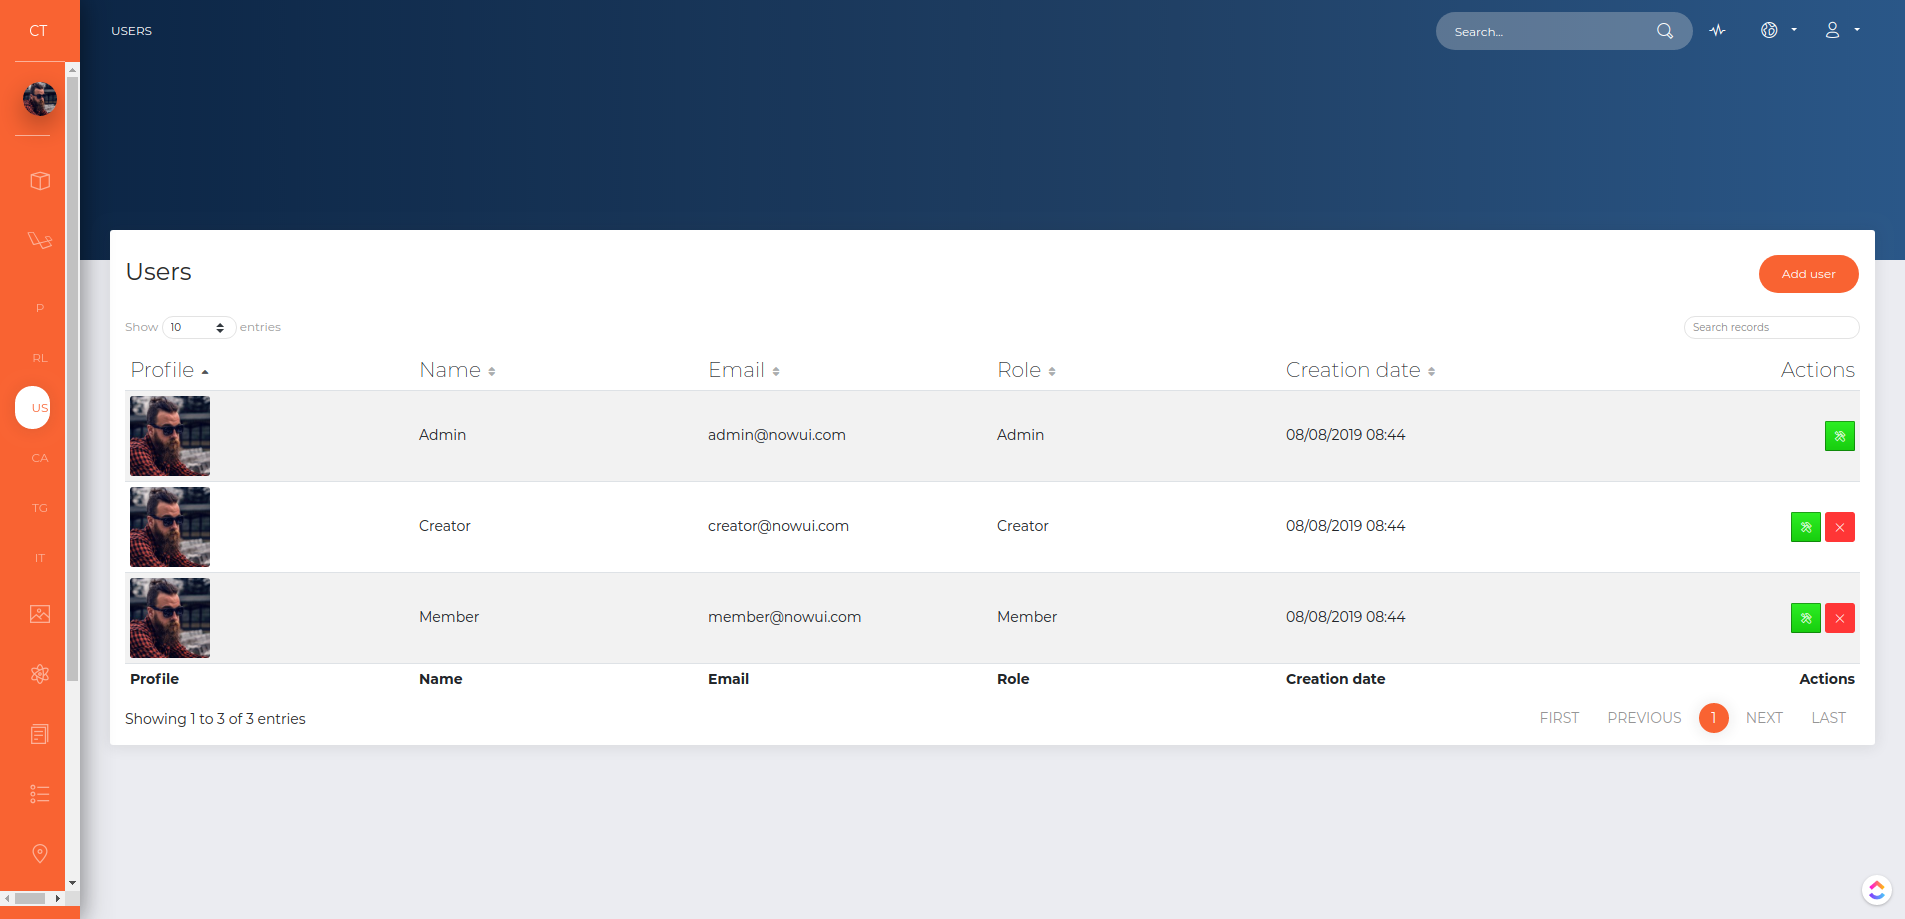 CT
USERS
Search...
P
RL
US
CA
TG
IT
Users
Add user
Show 10 entries
Search records
Profile Name Email Role Creation date Actions
Admin admin@nowui.com Admin 08/08/2019 08:44
Creator creator@nowui.com Creator 08/08/2019 08:44
Member member@nowui.com Member 08/08/2019 08:44
Profile Name Email Role Creation date Actions
Showing 1 to 3 of 3 entries
FIRST PREVIOUS 1 NEXT LAST